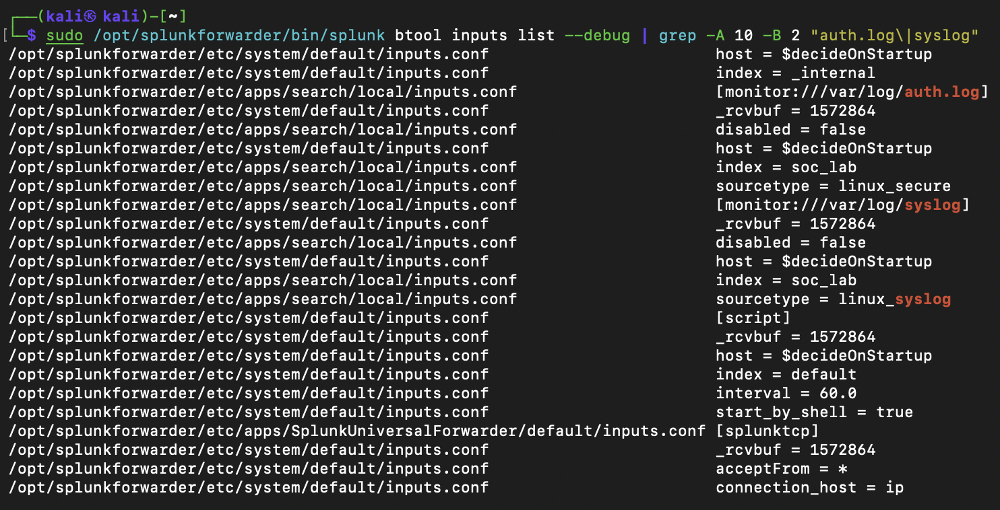 ┌──(kali㉿kali)-[~]
└─$ sudo /opt/splunkforwarder/bin/splunk btool inputs list --debug | grep -A 10 -B 2 "auth.log\|syslog"
/opt/splunkforwarder/etc/system/default/inputs.conf host = $decideOnStartup
/opt/splunkforwarder/etc/system/default/inputs.conf index = _internal
/opt/splunkforwarder/etc/apps/search/local/inputs.conf [monitor:///var/log/auth.log]
/opt/splunkforwarder/etc/system/default/inputs.conf _rcvbuf = 1572864
/opt/splunkforwarder/etc/apps/search/local/inputs.conf disabled = false
/opt/splunkforwarder/etc/system/default/inputs.conf host = $decideOnStartup
/opt/splunkforwarder/etc/apps/search/local/inputs.conf index = soc_lab
/opt/splunkforwarder/etc/apps/search/local/inputs.conf sourcetype = linux_secure
/opt/splunkforwarder/etc/apps/search/local/inputs.conf [monitor:///var/log/syslog]
/opt/splunkforwarder/etc/system/default/inputs.conf _rcvbuf = 1572864
/opt/splunkforwarder/etc/apps/search/local/inputs.conf disabled = false
/opt/splunkforwarder/etc/system/default/inputs.conf host = $decideOnStartup
/opt/splunkforwarder/etc/apps/search/local/inputs.conf index = soc_lab
/opt/splunkforwarder/etc/apps/search/local/inputs.conf sourcetype = linux_syslog
/opt/splunkforwarder/etc/system/default/inputs.conf [script]
/opt/splunkforwarder/etc/system/default/inputs.conf _rcvbuf = 1572864
/opt/splunkforwarder/etc/system/default/inputs.conf host = $decideOnStartup
/opt/splunkforwarder/etc/system/default/inputs.conf index = default
/opt/splunkforwarder/etc/system/default/inputs.conf interval = 60.0
/opt/splunkforwarder/etc/system/default/inputs.conf start_by_shell = true
/opt/splunkforwarder/etc/apps/SplunkUniversalForwarder/default/inputs.conf [splunktcp]
/opt/splunkforwarder/etc/system/default/inputs.conf _rcvbuf = 1572864
/opt/splunkforwarder/etc/system/default/inputs.conf acceptFrom = *
/opt/splunkforwarder/etc/system/default/inputs.conf connection_host = ip